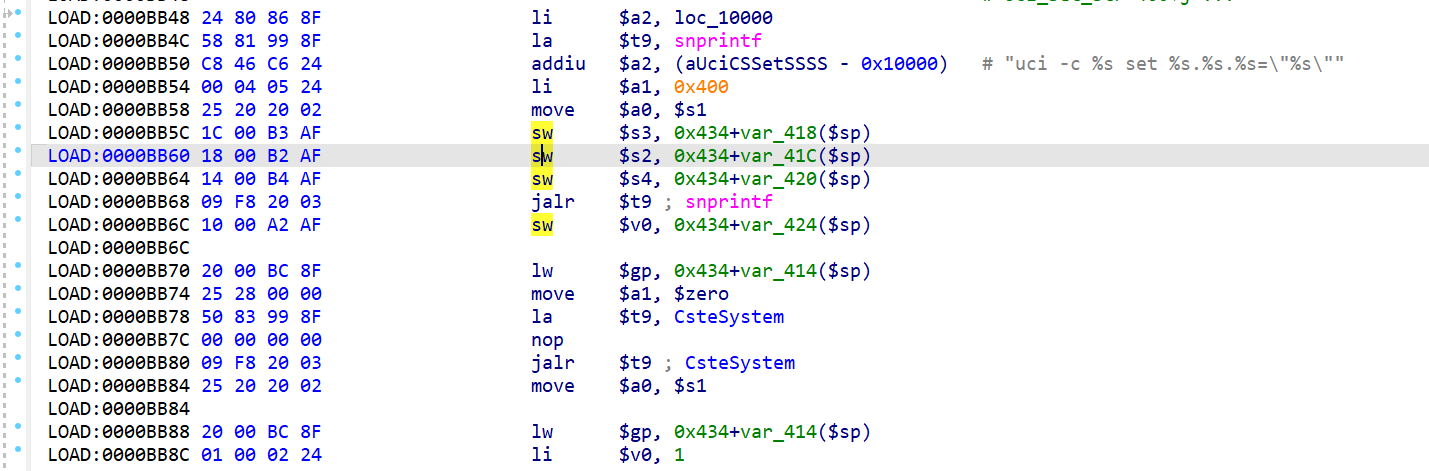 LOAD:0000BB48 24 80 86 8F li $a2, loc_10000
LOAD:0000BB4C 58 81 99 8F la $t9, snprintf
LOAD:0000BB50 C8 46 C6 24 addiu $a2, (aUciCSSetSSSS - 0x10000) # "uci -c %s set %s.%s.%s=\"%s\""
LOAD:0000BB54 00 04 05 24 li $a1, 0x400
LOAD:0000BB58 25 20 20 02 move $a0, $s1
LOAD:0000BB5C 1C 00 B3 AF sw $s3, 0x434+var_418($sp)
LOAD:0000BB60 18 00 B2 AF sw $s2, 0x434+var_41C($sp)
LOAD:0000BB64 14 00 B4 AF sw $s4, 0x434+var_420($sp)
LOAD:0000BB68 09 F8 20 03 jalr $t9 ; snprintf
LOAD:0000BB6C 10 00 A2 AF sw $v0, 0x434+var_424($sp)
LOAD:0000BB6C
LOAD:0000BB70 20 00 BC 8F lw $gp, 0x434+var_414($sp)
LOAD:0000BB74 25 28 00 00 move $a1, $zero
LOAD:0000BB78 50 83 99 8F la $t9, CsteSystem
LOAD:0000BB7C 00 00 00 00 nop
LOAD:0000BB80 09 F8 20 03 jalr $t9 ; CsteSystem
LOAD:0000BB84 25 20 20 02 move $a0, $s1
LOAD:0000BB84
LOAD:0000BB88 20 00 BC 8F lw $gp, 0x434+var_414($sp)
LOAD:0000BB8C 01 00 02 24 li $v0, 1